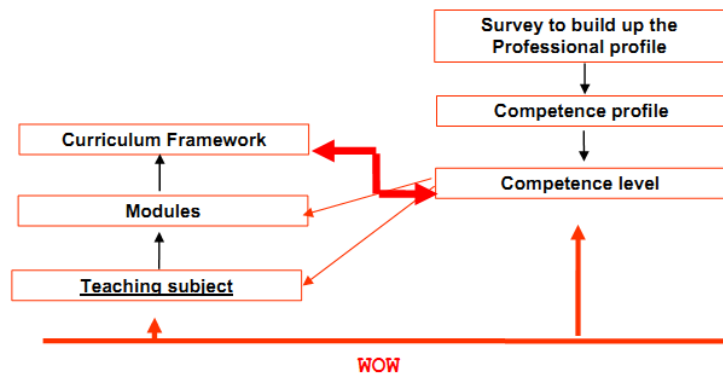 Survey to build up the
Professional profile
Competence profile
Curriculum Framework
Competence level
Modules
Teaching subject
WOW